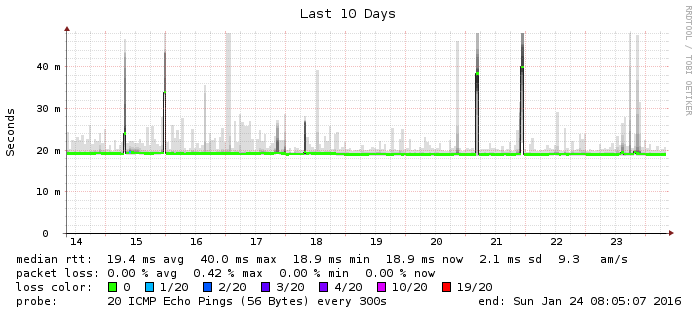 Last 10 Days
RRDTOOL / TOBI OETIKER
Seconds
40 m
30 m
20 m
10 m
0
14 15 16 17 18 19 20 21 22 23
median rtt: 19.4 ms avg 40.0 ms max 18.9 ms min 18.9 ms now 2.1 ms sd 9.3 am/s
packet loss: 0.00 % avg 0.42 % max 0.00 % min 0.00 % now
loss color: 0 1/20 2/20 3/20 4/20 10/20 19/20
probe: 20 ICMP Echo Pings (56 Bytes) every 300s end: Sun Jan 24 08:05:07 2016